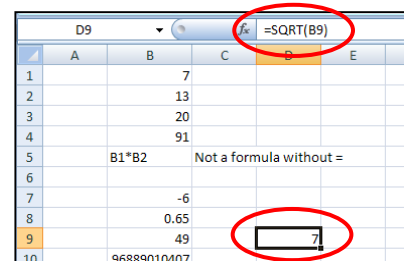 D9 fx =SQRT(B9)
A B C D E
1 7
2 13
3 20
4 91
5 B1*B2 Not a formula without =
6
7 -6
8 0.65
9 49 7
10 96889010407